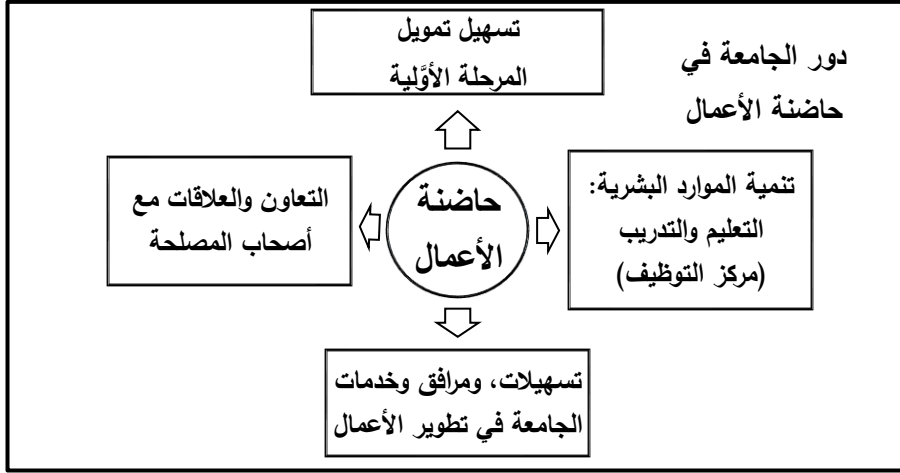 دور الجامعة في
حاضنة الأعمال
تسهيل تمويل
المرحلة الأوَّلية
تنمية الموارد البشرية:
التعليم والتدريب
(مركز التوظيف)
حاضنة
الأعمال
التعاون والعلاقات مع
أصحاب المصلحة
تسهيلات، ومرافق وخدمات
الجامعة في تطوير الأعمال